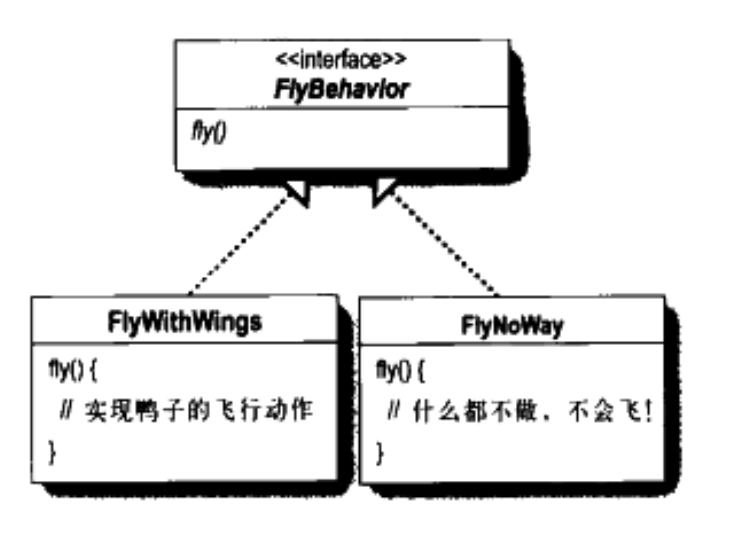 <<interface>>
FlyBehavior
fly()
FlyWithWings
fly() {
// 实现鸭子的飞行动作
}
FlyNoWay
fly() {
// 什么都不做，不会飞！
}